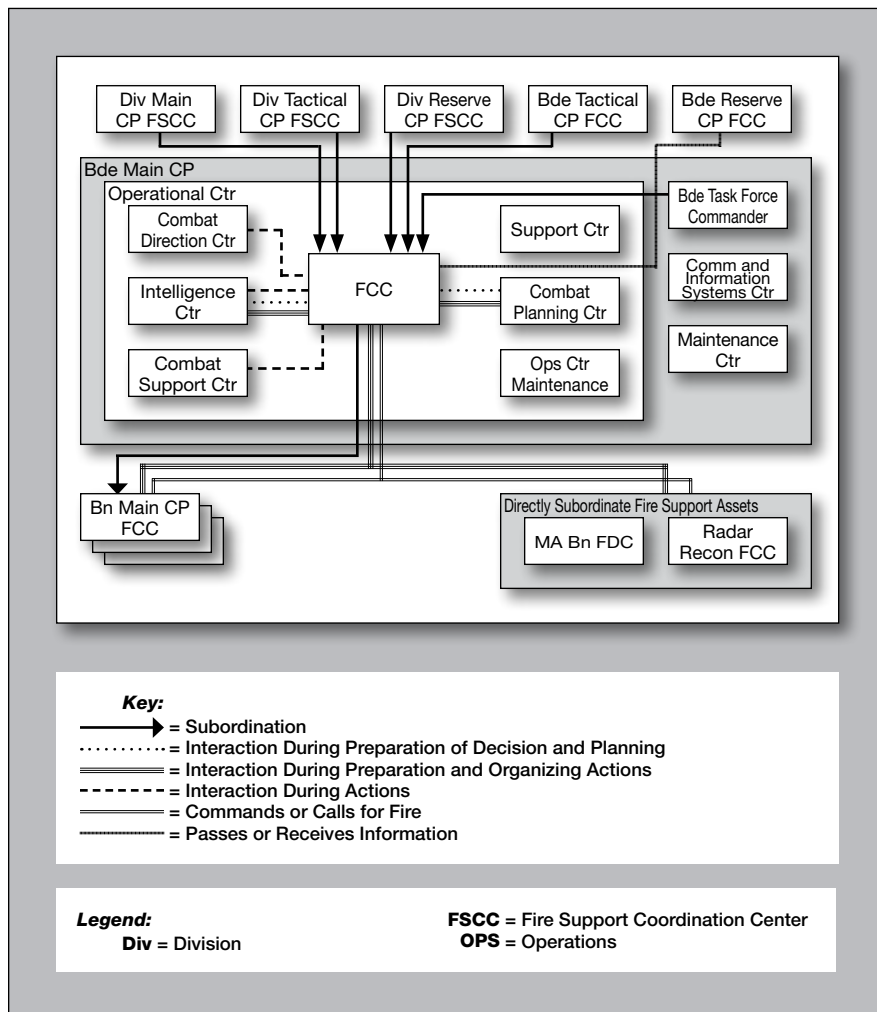 Div Main
CP FSCC
Div Tactical
CP FSCC
Div Reserve
CP FSCC
Bde Tactical
CP FCC
Bde Reserve
CP FCC
Bde Main CP
Operational Ctr
Combat
Direction Ctr
Support Ctr
Bde Task Force
Commander
Intelligence
Ctr
FCC
Combat
Planning Ctr
Comm and
Information
Systems Ctr
Combat
Support Ctr
Ops Ctr
Maintenance
Maintenance
Ctr
Bn Main CP
FCC
Directly Subordinate Fire Support Assets
MA Bn FDC
Radar
Recon FCC
Key:
= Subordination
= Interaction During Preparation of Decision and Planning
= Interaction During Preparation and Organizing Actions
= Interaction During Actions
= Commands or Calls for Fire
= Passes or Receives Information
Legend:
Div = Division
FSCC = Fire Support Coordination Center
OPS = Operations